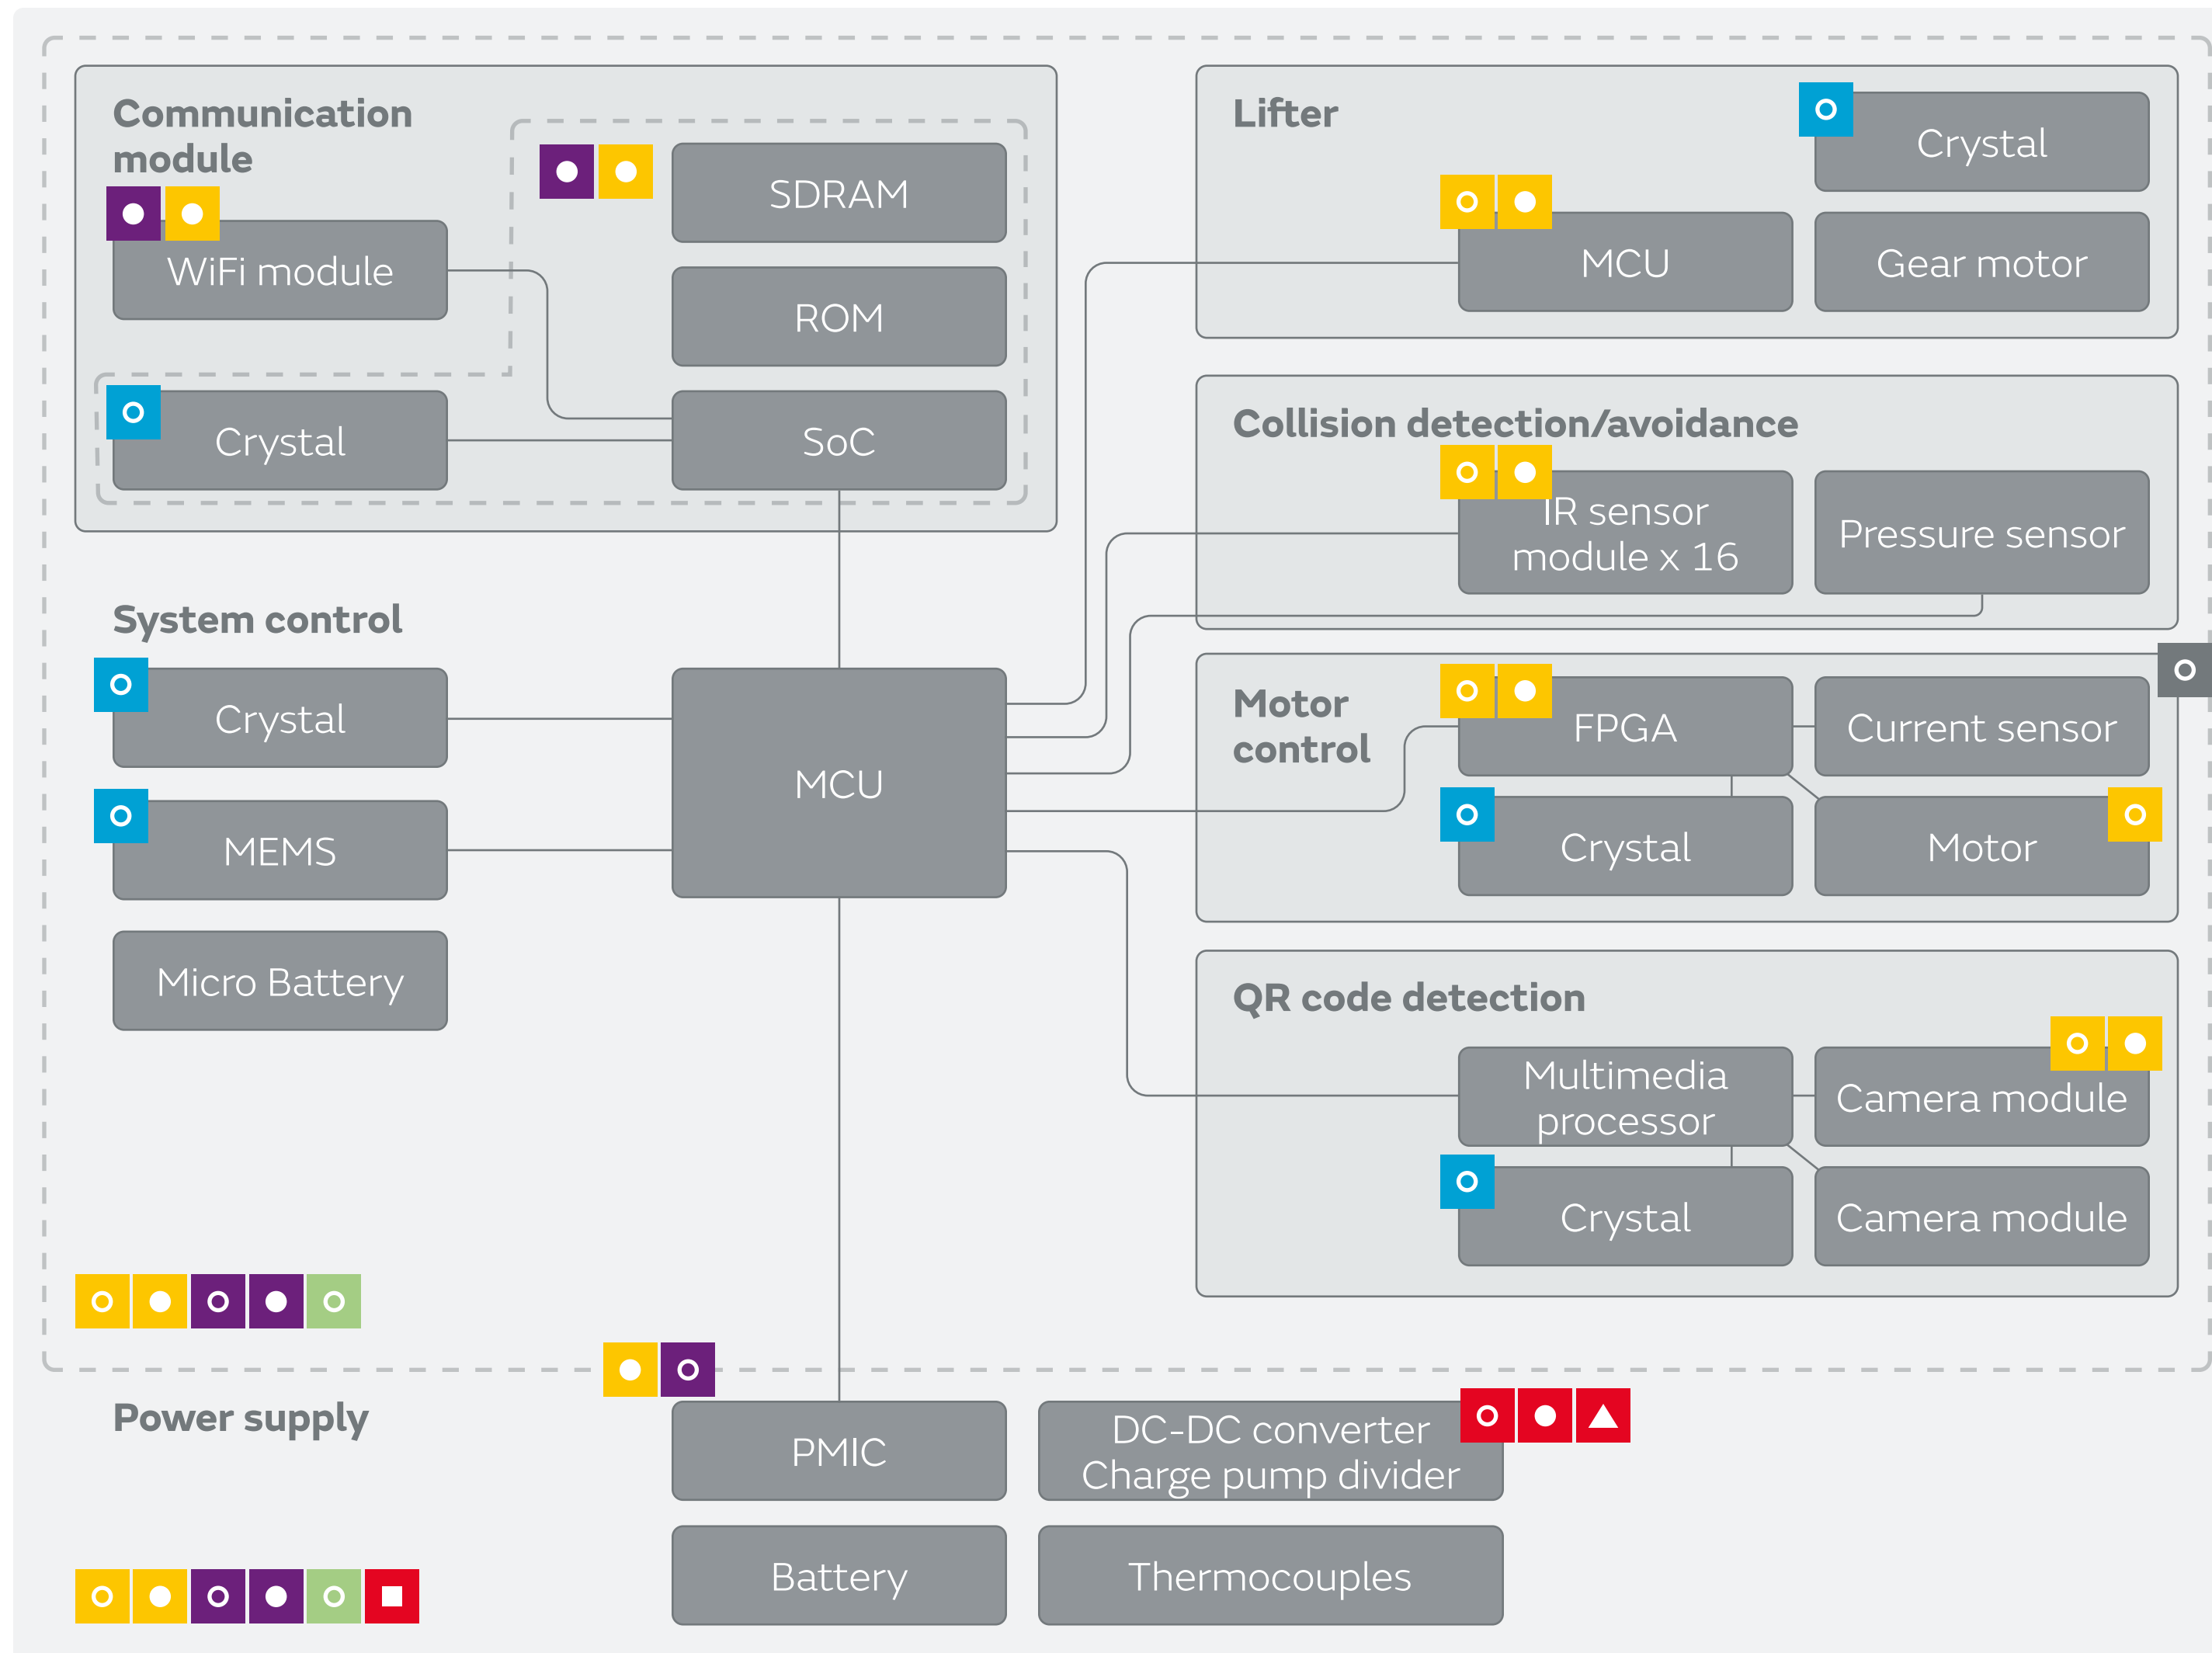 Communication
module
WiFi module
Crystal
SDRAM
ROM
SoC
System control
Crystal
MEMS
Micro Battery
MCU
Lifter
Crystal
MCU
Gear motor
Collision detection/avoidance
IR sensor
module x 16
Pressure sensor
Motor
control
FPGA
Current sensor
Crystal
Motor
QR code detection
Multimedia
processor
Camera module
Crystal
Camera module
Power supply
PMIC
DC-DC converter
Charge pump divider
Battery
Thermocouples